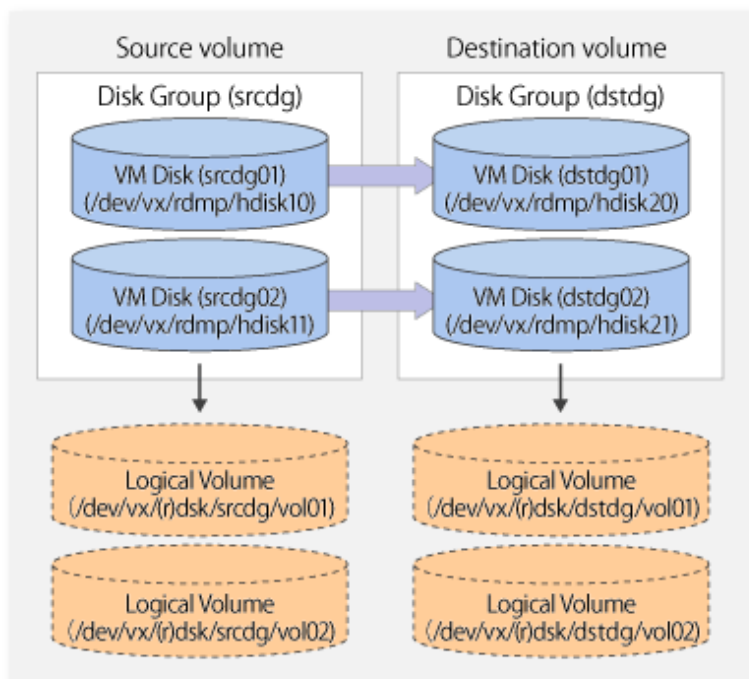 Source volume
Destination volume
Disk Group (srcdg)
Disk Group (dstdg)
VM Disk (srcdg01)
(/dev/vx/rdmp/hdisk10)
VM Disk (dstdg01)
(/dev/vx/rdmp/hdisk20)
VM Disk (srcdg02)
(/dev/vx/rdmp/hdisk11)
VM Disk (dstdg02)
(/dev/vx/rdmp/hdisk21)
Logical Volume
(/dev/vx/(r)dsk/srcdg/vol01)
Logical Volume
(/dev/vx/(r)dsk/dstdg/vol01)
Logical Volume
(/dev/vx/(r)dsk/srcdg/vol02)
Logical Volume
(/dev/vx/(r)dsk/dstdg/vol02)